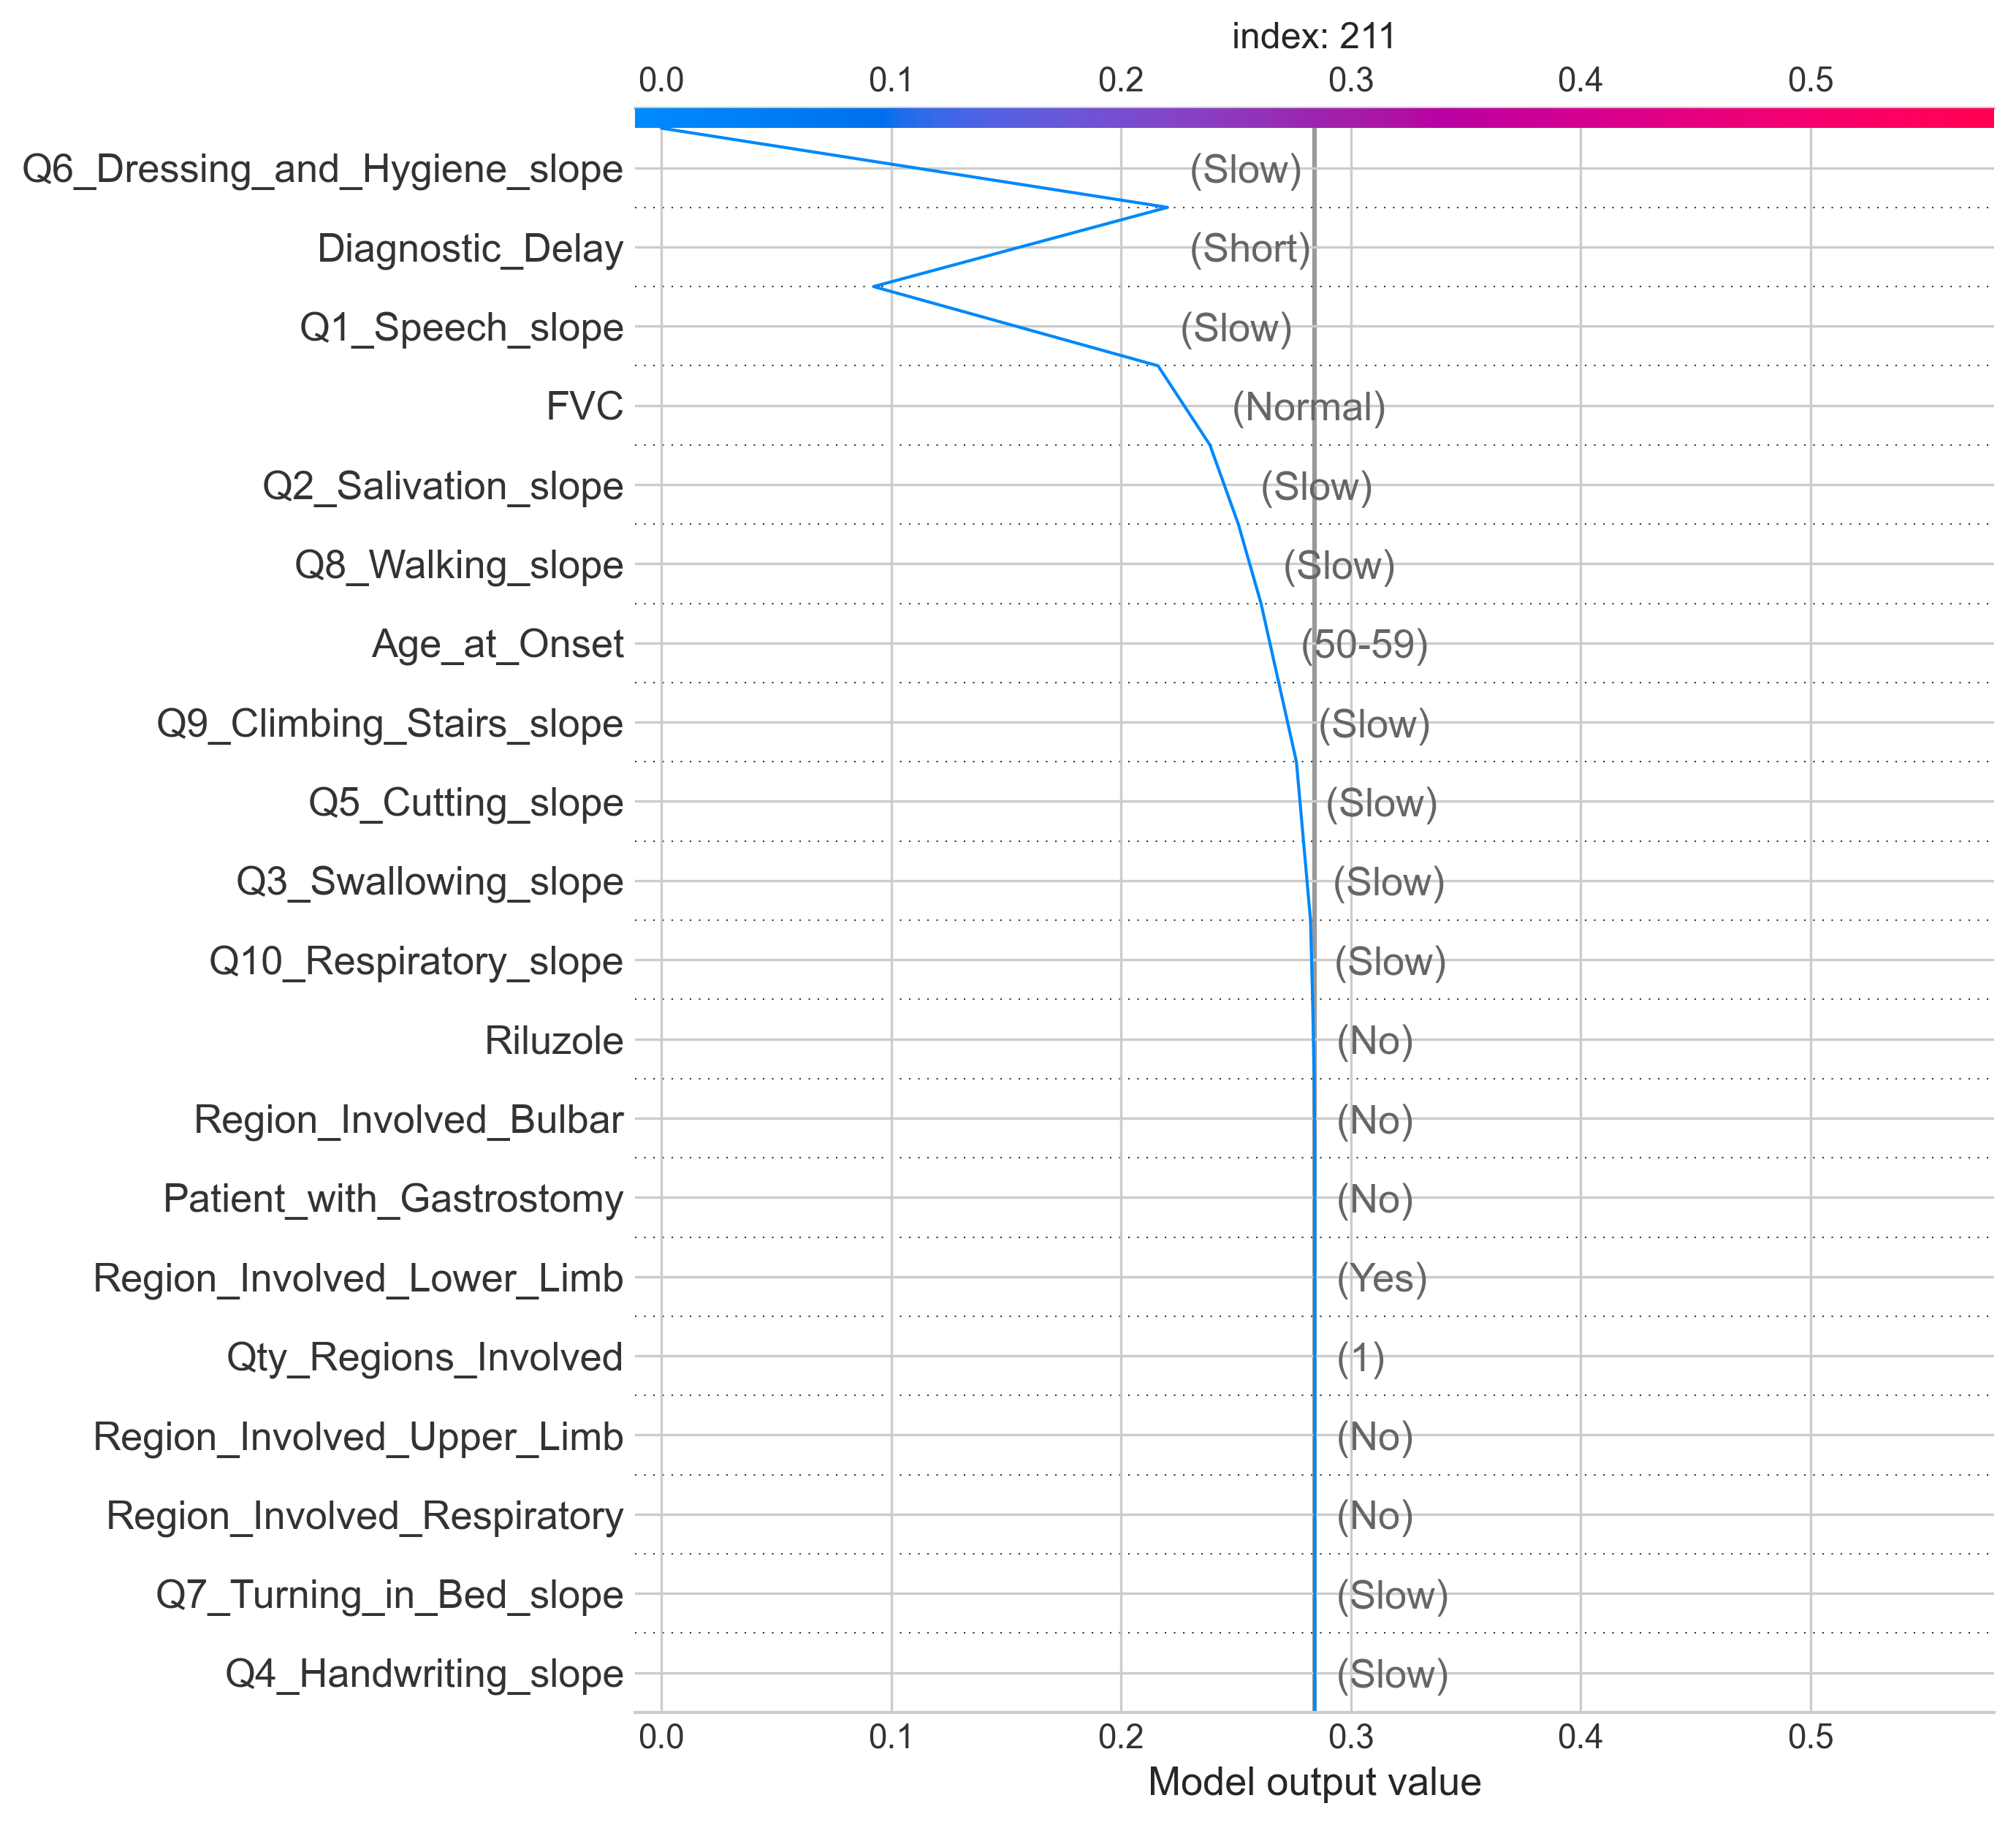 index: 211
0.0 0.1 0.2 0.3 0.4 0.5
Q6_Dressing_and_Hygiene_slope (Slow)
Diagnostic_Delay (Short)
Q1_Speech_slope (Slow)
FVC (Normal)
Q2_Salivation_slope (Slow)
Q8_Walking_slope (Slow)
Age_at_Onset (50-59)
Q9_Climbing_Stairs_slope (Slow)
Q5_Cutting_slope (Slow)
Q3_Swallowing_slope (Slow)
Q10_Respiratory_slope (Slow)
Riluzole (No)
Region_Involved_Bulbar (No)
Patient_with_Gastrostomy (No)
Region_Involved_Lower_Limb (Yes)
Qty_Regions_Involved (1)
Region_Involved_Upper_Limb (No)
Region_Involved_Respiratory (No)
Q7_Turning_in_Bed_slope (Slow)
Q4_Handwriting_slope (Slow)
0.0 0.1 0.2 0.3 0.4 0.5
Model output value